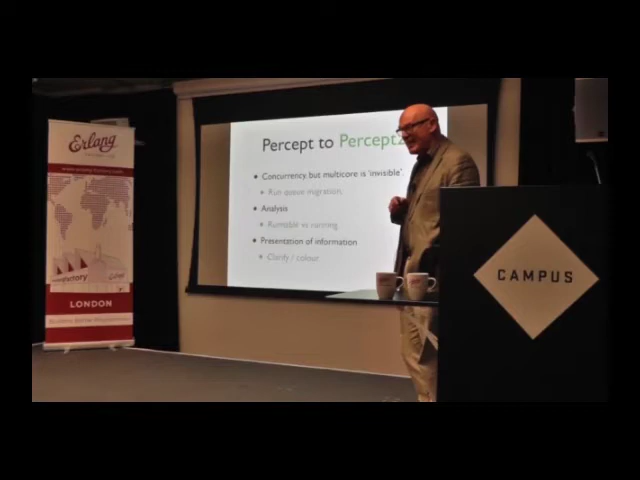 Erlang
LONDON
Percept to Percept2
• Concurrency but multicore is 'invisible'.
• Run queue migration.
• Analysis
• Runnable vs running.
• Presentation of information
• Clarify / colour.
CAMPUS